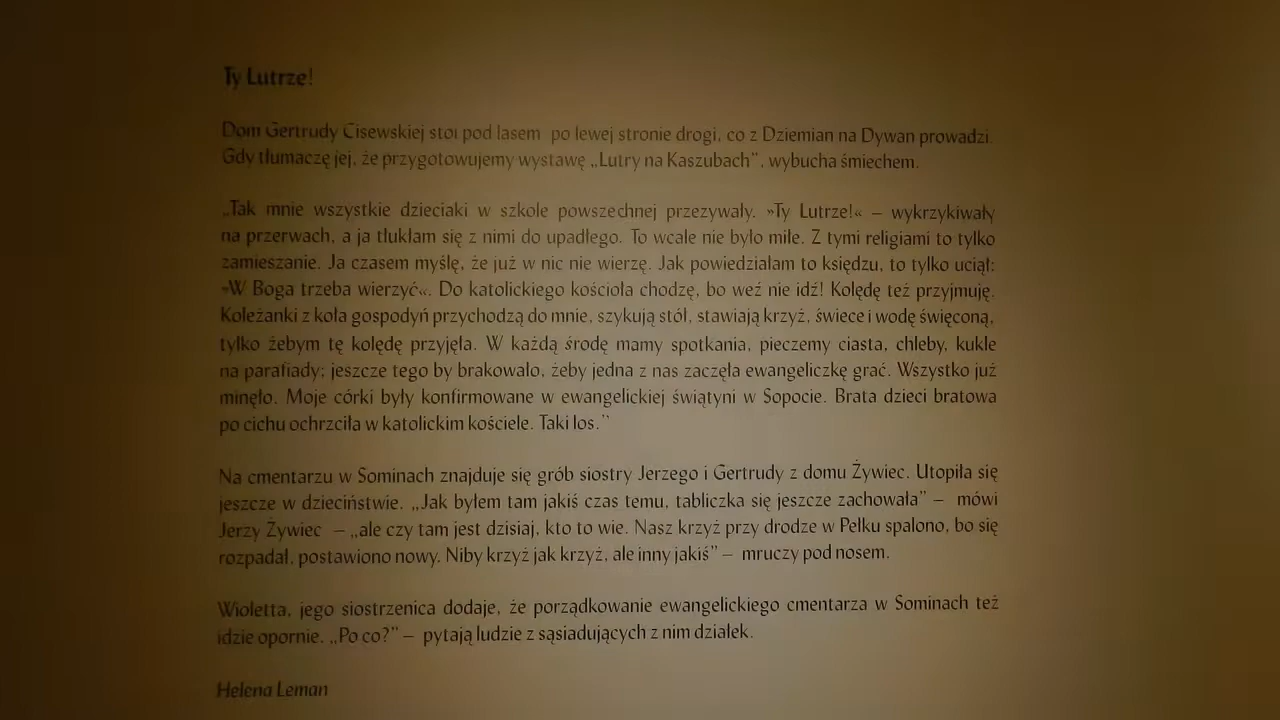 Ty Lutrze!
Dom Gertrudy Cisewskiej stoi pod lasem po lewej stronie drogi, co z Dziemian na Dywan prowadzi.
Gdy tłumaczę jej, że przygotowujemy wystawę „Lutry na Kaszubach”, wybucha śmiechem.
„Tak mnie wszystkie dzieciaki w szkole powszechnej przezywały. »Ty Lutrze!« – wykrzykiwały
na przerwach, a ja tłukłam się z nimi do upadłego. To wcale nie było miłe. Z tymi religiami to tylko
zamieszanie. Ja czasem myślę, że już w nic nie wierzę. Jak powiedziałam to księdzu, to tylko uciął:
»W Boga trzeba wierzyć«. Do katolickiego kościoła chodzę, bo weź nie idź! Kolędę też przyjmuję.
Koleżanki z koła gospodyń przychodzą do mnie, szykują stół, stawiają krzyż, świece i wodę święconą,
tylko żebym tę kolędę przyjęła. W każdą środę mamy spotkania, pieczemy ciasta, chleby, kukle
na parafiady; jeszcze tego by brakowało, żeby jedna z nas zaczęła ewangeliczkę grać. Wszystko już
minęło. Moje córki były konfirmowane w ewangelickiej świątyni w Sopocie. Brata dzieci bratowa
po cichu ochrzciła w katolickim kościele. Taki los.”
Na cmentarzu w Sominach znajduje się grób siostry Jerzego i Gertrudy z domu Żywiec. Utopiła się
jeszcze w dzieciństwie. „Jak byłem tam jakiś czas temu, tabliczka się jeszcze zachowała” – mówi
Jerzy Żywiec – „ale czy tam jest dzisiaj, kto to wie. Nasz krzyż przy drodze w Pełku spalono, bo się
rozpadał, postawiono nowy. Niby krzyż jak krzyż, ale inny jakiś” – mruczy pod nosem.
Wioletta, jego siostrzenica dodaje, że porządkowanie ewangelickiego cmentarza w Sominach też
idzie opornie. „Po co?” – pytają ludzie z sąsiadujących z nim działek.
Helena Leman